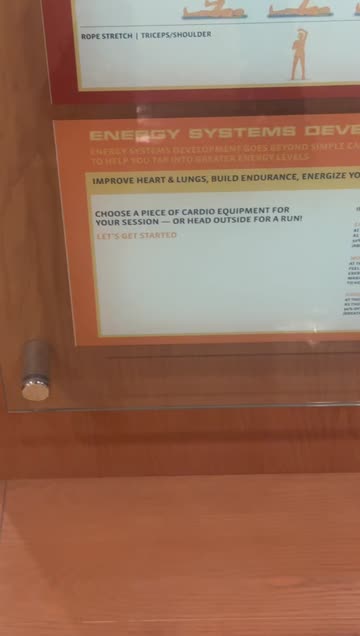 ROPE STRETCH | TRICEPS/SHOULDER
ENERGY SYSTEMS DEVE
ENERGY SYSTEMS DEVELOPMENT GOES BEYOND SIMPLE CA
TO HELP YOU TAP INTO GREATER ENERGY LEVELS
IMPROVE HEART & LUNGS, BUILD ENDURANCE, ENERGIZE YO
CHOOSE A PIECE OF CARDIO EQUIPMENT FOR
YOUR SESSION — OR HEAD OUTSIDE FOR A RUN!
LET'S GET STARTED